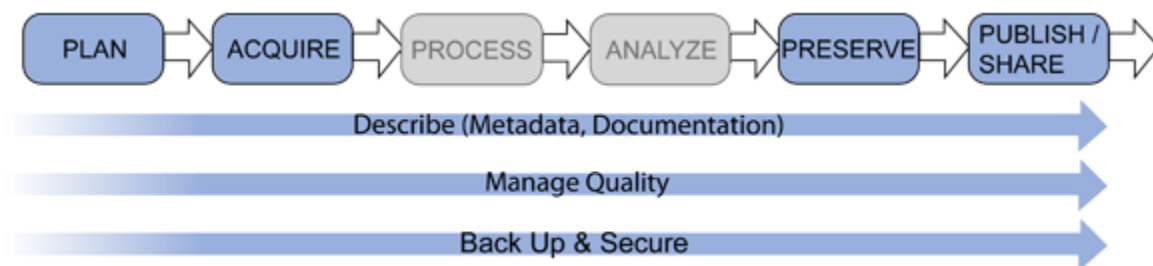 PLAN
ACQUIRE
PROCESS
ANALYZE
PRESERVE
PUBLISH /
SHARE
Describe (Metadata, Documentation)
Manage Quality
Back Up & Secure